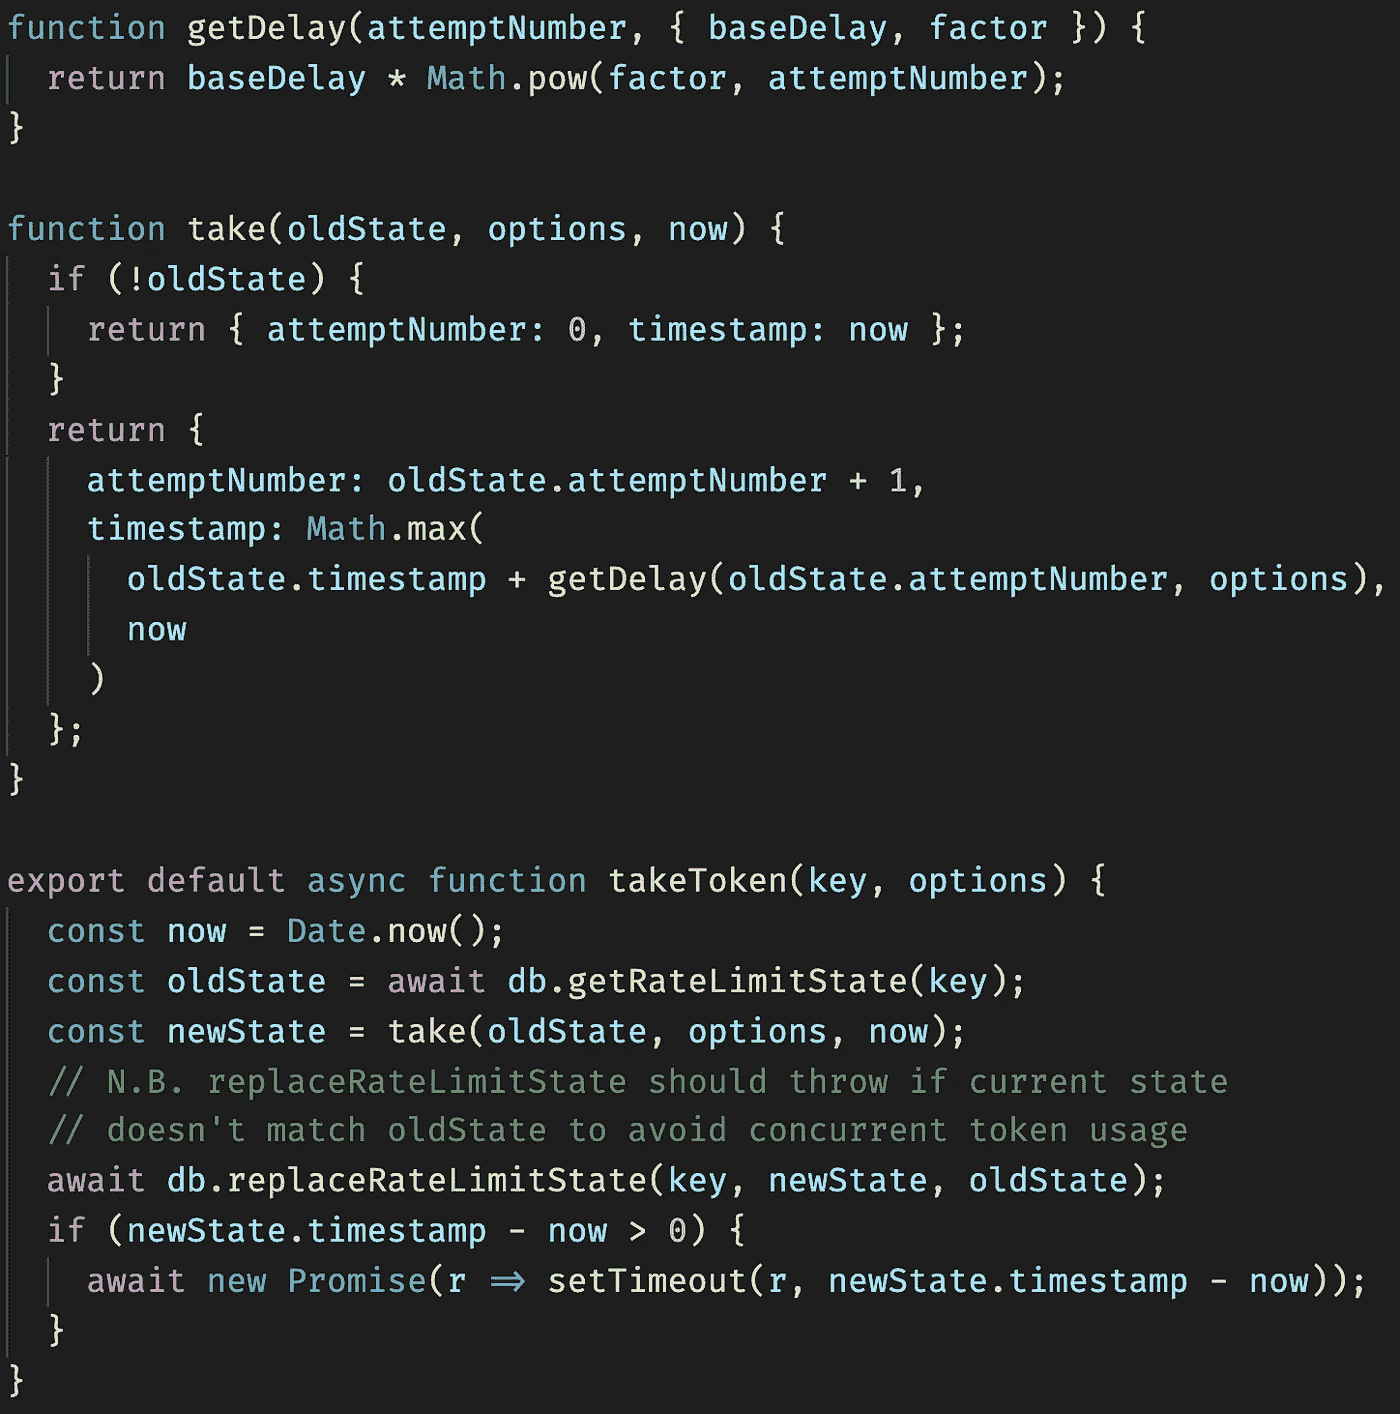 function getDelay(attemptNumber, { baseDelay, factor }) {
  return baseDelay * Math.pow(factor, attemptNumber);
}

function take(oldState, options, now) {
  if (!oldState) {
    return { attemptNumber: 0, timestamp: now };
  }
  return {
    attemptNumber: oldState.attemptNumber + 1,
    timestamp: Math.max(
      oldState.timestamp + getDelay(oldState.attemptNumber, options),
      now
    )
  };
}

export default async function takeToken(key, options) {
  const now = Date.now();
  const oldState = await db.getRateLimitState(key);
  const newState = take(oldState, options, now);
  // N.B. replaceRateLimitState should throw if current state
  // doesn't match oldState to avoid concurrent token usage
  await db.replaceRateLimitState(key, newState, oldState);
  if (newState.timestamp - now > 0) {
    await new Promise(r => setTimeout(r, newState.timestamp - now));
  }
}